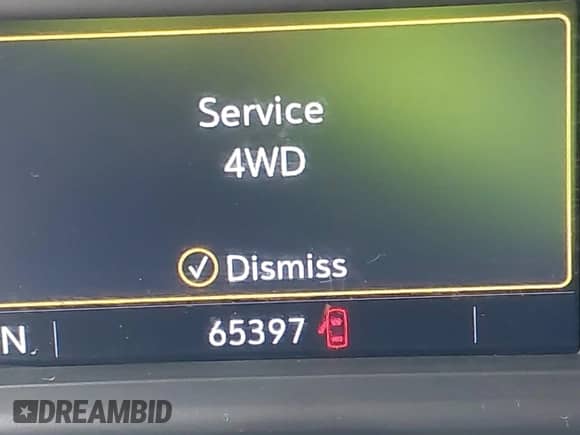 Service
4WD
Dismiss
N
65397
DREAMBID